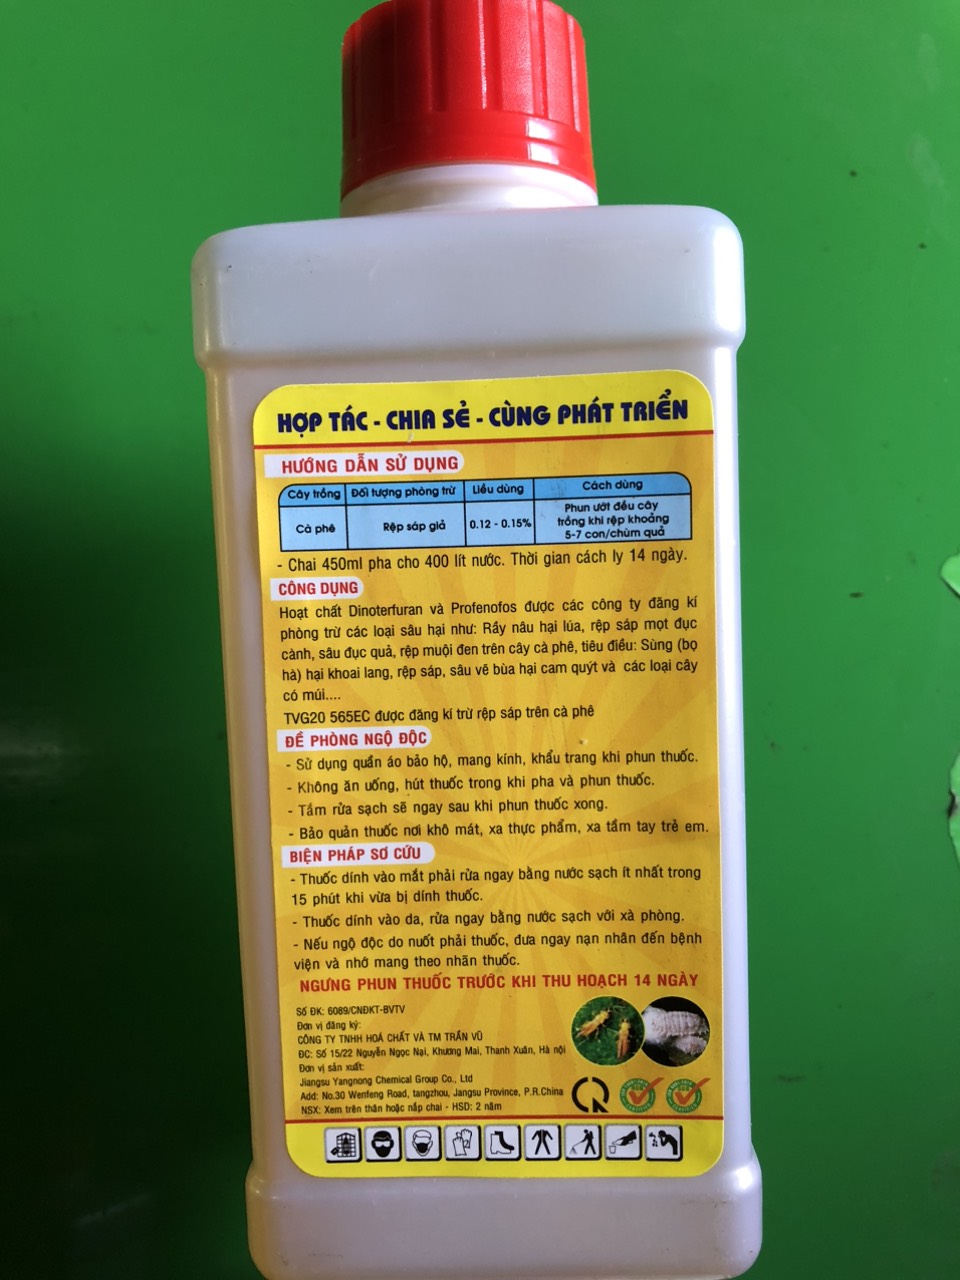 HỢP TÁC - CHIA SẺ - CÙNG PHÁT TRIỂN
HƯỚNG DẪN SỬ DỤNG
Cây trồng Đối tượng phòng trừ Liều dùng Cách dùng
Cà phê Rệp sáp giả 0.12 - 0.15% Phun ướt đều cây
trồng khi rệp khoảng
5-7 con/chùm quả
- Chai 450ml pha cho 400 lít nước. Thời gian cách ly 14 ngày.
CÔNG DỤNG
Hoạt chất Dinoterfuran và Profenofos được các công ty đăng kí
phòng trừ các loại sâu hại như: Rầy nâu hại lúa, rệp sáp mọt đục
cành, sâu đục quả, rệp muội đen trên cây cà phê, tiêu điều: Sùng (bọ
hà) hại khoai lang, rệp sáp, sâu vẽ bùa hại cam quýt và các loại cây
có múi....
TVG20 565EC được đăng kí trừ rệp sáp trên cà phê
ĐỀ PHÒNG NGỘ ĐỘC
- Sử dụng quần áo bảo hộ, mang kính, khẩu trang khi phun thuốc.
- Không ăn uống, hút thuốc trong khi pha và phun thuốc.
- Tắm rửa sạch sẽ ngay sau khi phun thuốc xong.
- Bảo quản thuốc nơi khô mát, xa thực phẩm, xa tầm tay trẻ em.
BIỆN PHÁP SƠ CỨU
- Thuốc dính vào mắt phải rửa ngay bằng nước sạch ít nhất trong
15 phút khi vừa bị dính thuốc.
- Thuốc dính vào da, rửa ngay bằng nước sạch với xà phòng.
- Nếu ngộ độc do nuốt phải thuốc, đưa ngay nạn nhân đến bệnh
viện và nhớ mang theo nhãn thuốc.
NGƯNG PHUN THUỐC TRƯỚC KHI THU HOẠCH 14 NGÀY
Số ĐK: 6089/CNĐKT-BVTV
Đơn vị đăng ký:
CÔNG TY TNHH HOÁ CHẤT VÀ TM TRẦN VŨ
ĐC: Số 15/22 Nguyễn Ngọc Nại, Khương Mai, Thanh Xuân, Hà nội
Đơn vị sản xuất:
Jiangsu Yangnong Chemical Group Co., Ltd
Add: No.30 Wenfeng Road, tangzhou, Jangsu Province, P.R.China
NSX: Xem trên thân hoặc nắp chai - HSD: 2 năm